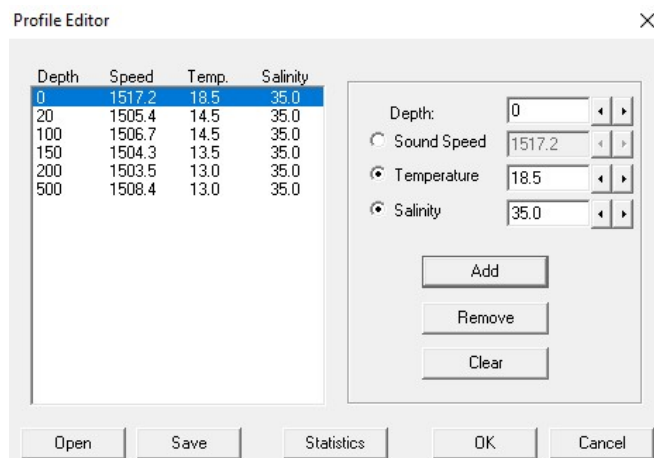 Profile Editor
Depth Speed Temp. Salinity
0 1517.2 18.5 35.0
20 1505.4 14.5 35.0
100 1506.7 14.5 35.0
150 1504.3 13.5 35.0
200 1503.5 13.0 35.0
500 1508.4 13.0 35.0
Depth: 0
Sound Speed 1517.2
Temperature 18.5
Salinity 35.0
Add
Remove
Clear
Open Save Statistics OK Cancel